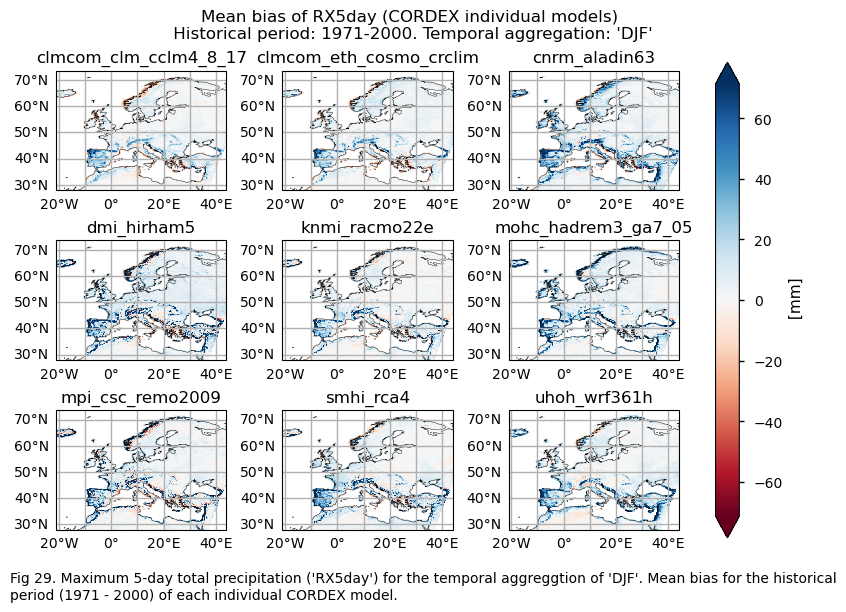 Mean bias of RX5day (CORDEX individual models)
Historical period: 1971-2000. Temporal aggregation: 'DJF'
clmcom_clm_cclm4_8_17 clmcom_eth_cosmo_crclim cnrm_aladin63
70°N 70°N 70°N
60°N 60°N 60°N 60
50°N 50°N 50°N
40°N 40°N 40°N 40
30°N 30°N 30°N
20°W 0° 20°E 40°E 20°W 0° 20°E 40°E 20°W 0° 20°E 40°E
dmi_hirham5 knmi_racmo22e mohc_hadrem3_ga7_05
20
70°N 70°N 70°N
60°N 60°N 60°N
50°N 50°N 50°N 0 [mm]
40°N 40°N 40°N
30°N 30°N 30°N
−20
20°W 0° 20°E 40°E 20°W 0° 20°E 40°E 20°W 0° 20°E 40°E
mpi_csc_remo2009 smhi_rca4 uhoh_wrf361h
70°N 70°N 70°N −40
60°N 60°N 60°N
50°N 50°N 50°N
40°N 40°N 40°N −60
30°N 30°N 30°N
20°W 0° 20°E 40°E 20°W 0° 20°E 40°E 20°W 0° 20°E 40°E
Fig 29. Maximum 5-day total precipitation ('RX5day') for the temporal aggreggtion of 'DJF'. Mean bias for the historical
period (1971 - 2000) of each individual CORDEX model.